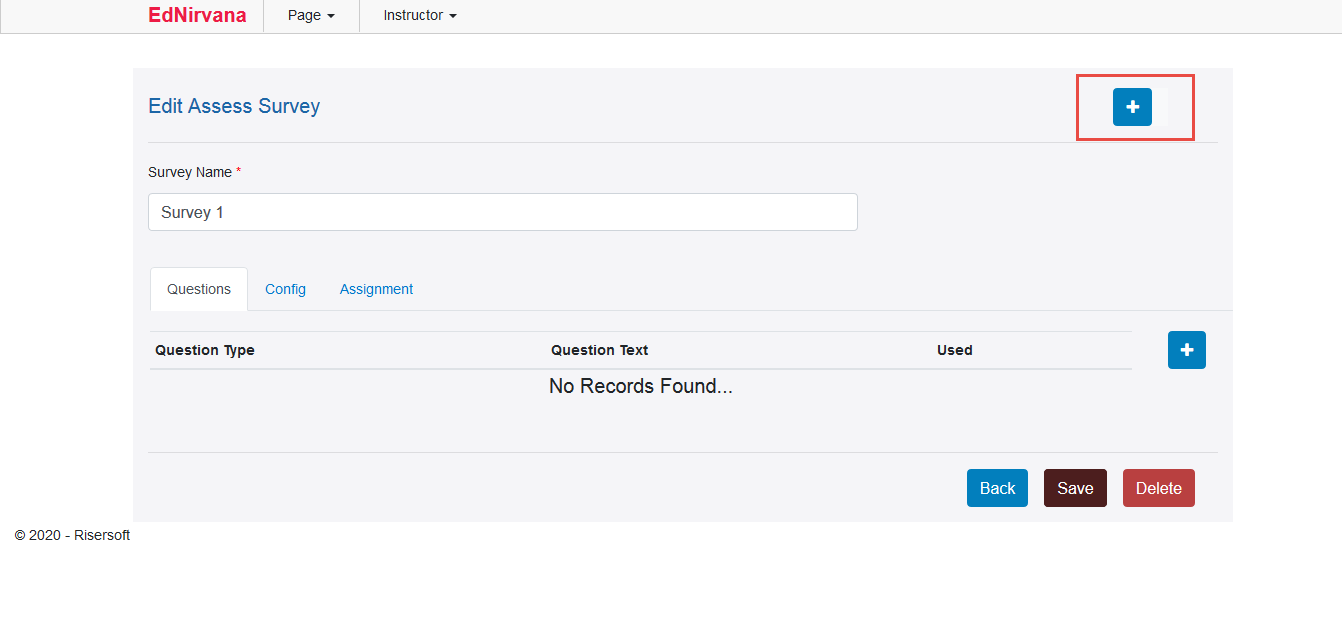 EdNirvana Page Instructor
Edit Assess Survey
Survey Name *
Survey 1
Questions Config Assignment
Question Type Question Text Used
No Records Found...
Back Save Delete
© 2020 - Risersoft